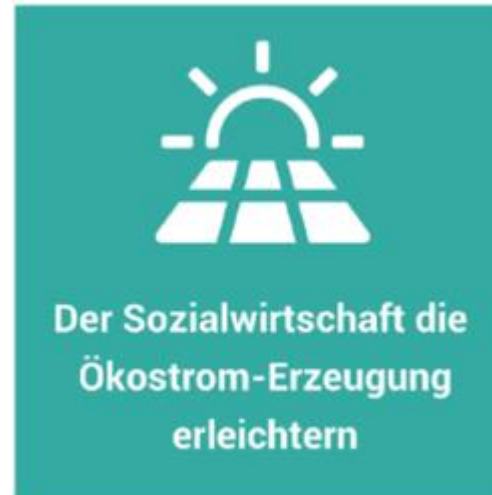 Der Sozialwirtschaft die
Ökostrom-Erzeugung
erleichtern